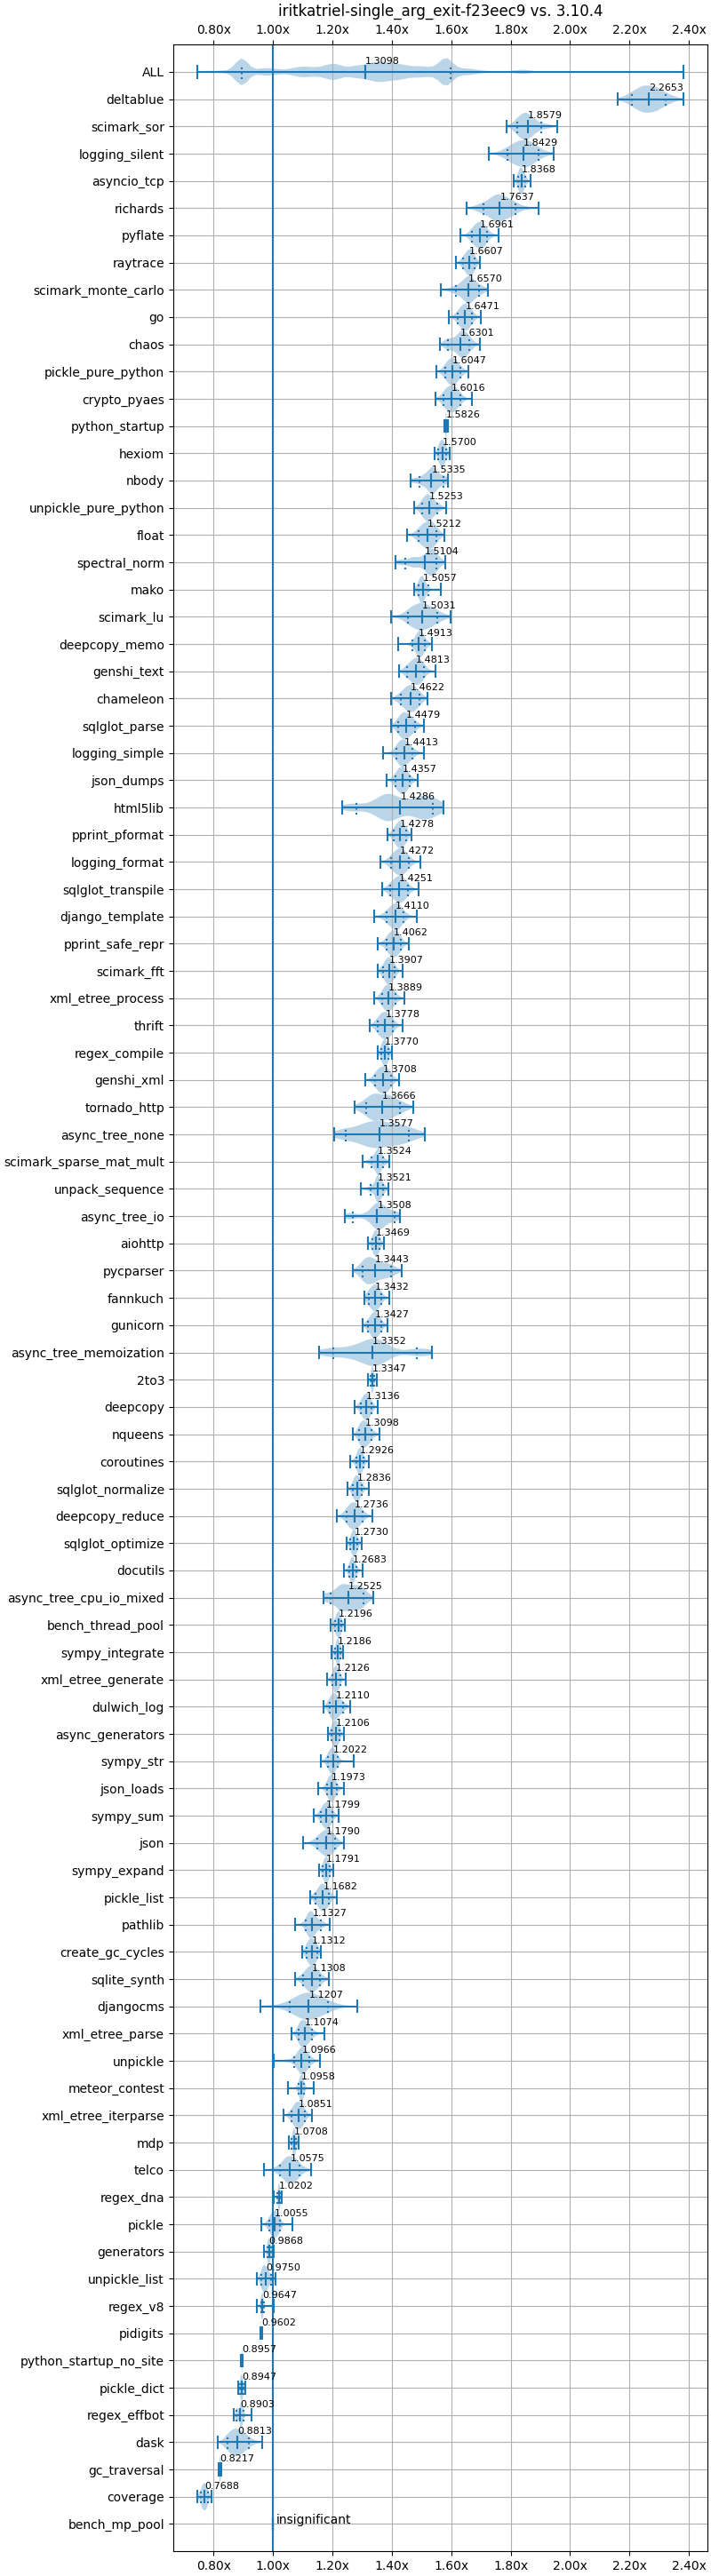 iritkatriel-single_arg_exit-f23eec9 vs. 3.10.4
0.80x 1.00x 1.20x 1.40x 1.60x 1.80x 2.00x 2.20x 2.40x
ALL 1.3098
deltablue 2.2653
scimark_sor 1.8579
logging_silent 1.8429
asyncio_tcp 1.8368
richards 1.7637
pyflate 1.6961
raytrace 1.6607
scimark_monte_carlo 1.6570
go 1.6471
chaos 1.6301
pickle_pure_python 1.6047
crypto_pyaes 1.6016
python_startup 1.5826
hexiom 1.5700
nbody 1.5335
unpickle_pure_python 1.5253
float 1.5212
spectral_norm 1.5104
mako 1.5057
scimark_lu 1.5031
deepcopy_memo 1.4913
genshi_text 1.4813
chameleon 1.4622
sqlglot_parse 1.4479
logging_simple 1.4413
json_dumps 1.4357
html5lib 1.4286
pprint_pformat 1.4278
logging_format 1.4272
sqlglot_transpile 1.4251
django_template 1.4110
pprint_safe_repr 1.4062
scimark_fft 1.3907
xml_etree_process 1.3889
thrift 1.3778
regex_compile 1.3770
genshi_xml 1.3708
tornado_http 1.3666
async_tree_none 1.3577
scimark_sparse_mat_mult 1.3524
unpack_sequence 1.3521
async_tree_io 1.3508
aiohttp 1.3469
pycparser 1.3443
fannkuch 1.3432
gunicorn 1.3427
async_tree_memoization 1.3352
2to3 1.3347
deepcopy 1.3136
nqueens 1.3098
coroutines 1.2926
sqlglot_normalize 1.2836
deepcopy_reduce 1.2736
sqlglot_optimize 1.2730
docutils 1.2683
async_tree_cpu_io_mixed 1.2525
bench_thread_pool 1.2196
sympy_integrate 1.2186
xml_etree_generate 1.2126
dulwich_log 1.2110
async_generators 1.2106
sympy_str 1.2022
json_loads 1.1973
sympy_sum 1.1799
json 1.1790
sympy_expand 1.1791
pickle_list 1.1682
pathlib 1.1327
create_gc_cycles 1.1312
sqlite_synth 1.1308
djangocms 1.1207
xml_etree_parse 1.1074
unpickle 1.0966
meteor_contest 1.0958
xml_etree_iterparse 1.0851
mdp 1.0708
telco 1.0575
regex_dna 1.0202
pickle 1.0055
generators 0.9868
unpickle_list 0.9750
regex_v8 0.9647
pidigits 0.9602
python_startup_no_site 0.8957
pickle_dict 0.8947
regex_effbot 0.8903
dask 0.8813
gc_traversal 0.8217
coverage 0.7688
bench_mp_pool insignificant
0.80x 1.00x 1.20x 1.40x 1.60x 1.80x 2.00x 2.20x 2.40x